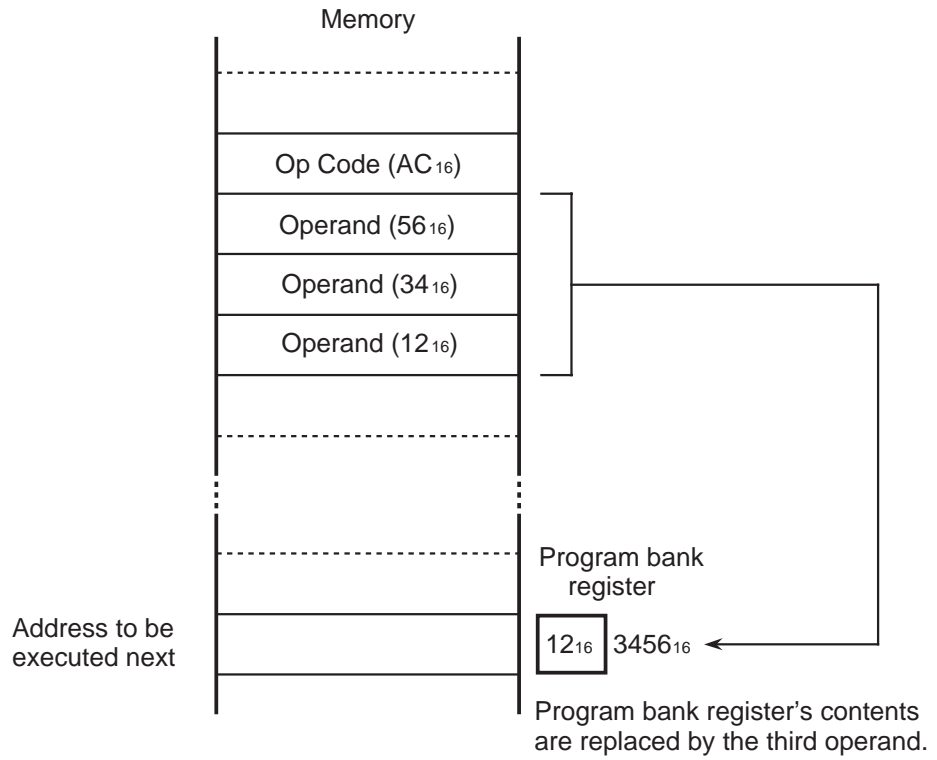 Memory
Op Code (AC16)
Operand (5616)
Operand (3416)
Operand (1216)
Program bank
register
Address to be
executed next
1216 345616
Program bank register's contents
are replaced by the third operand.